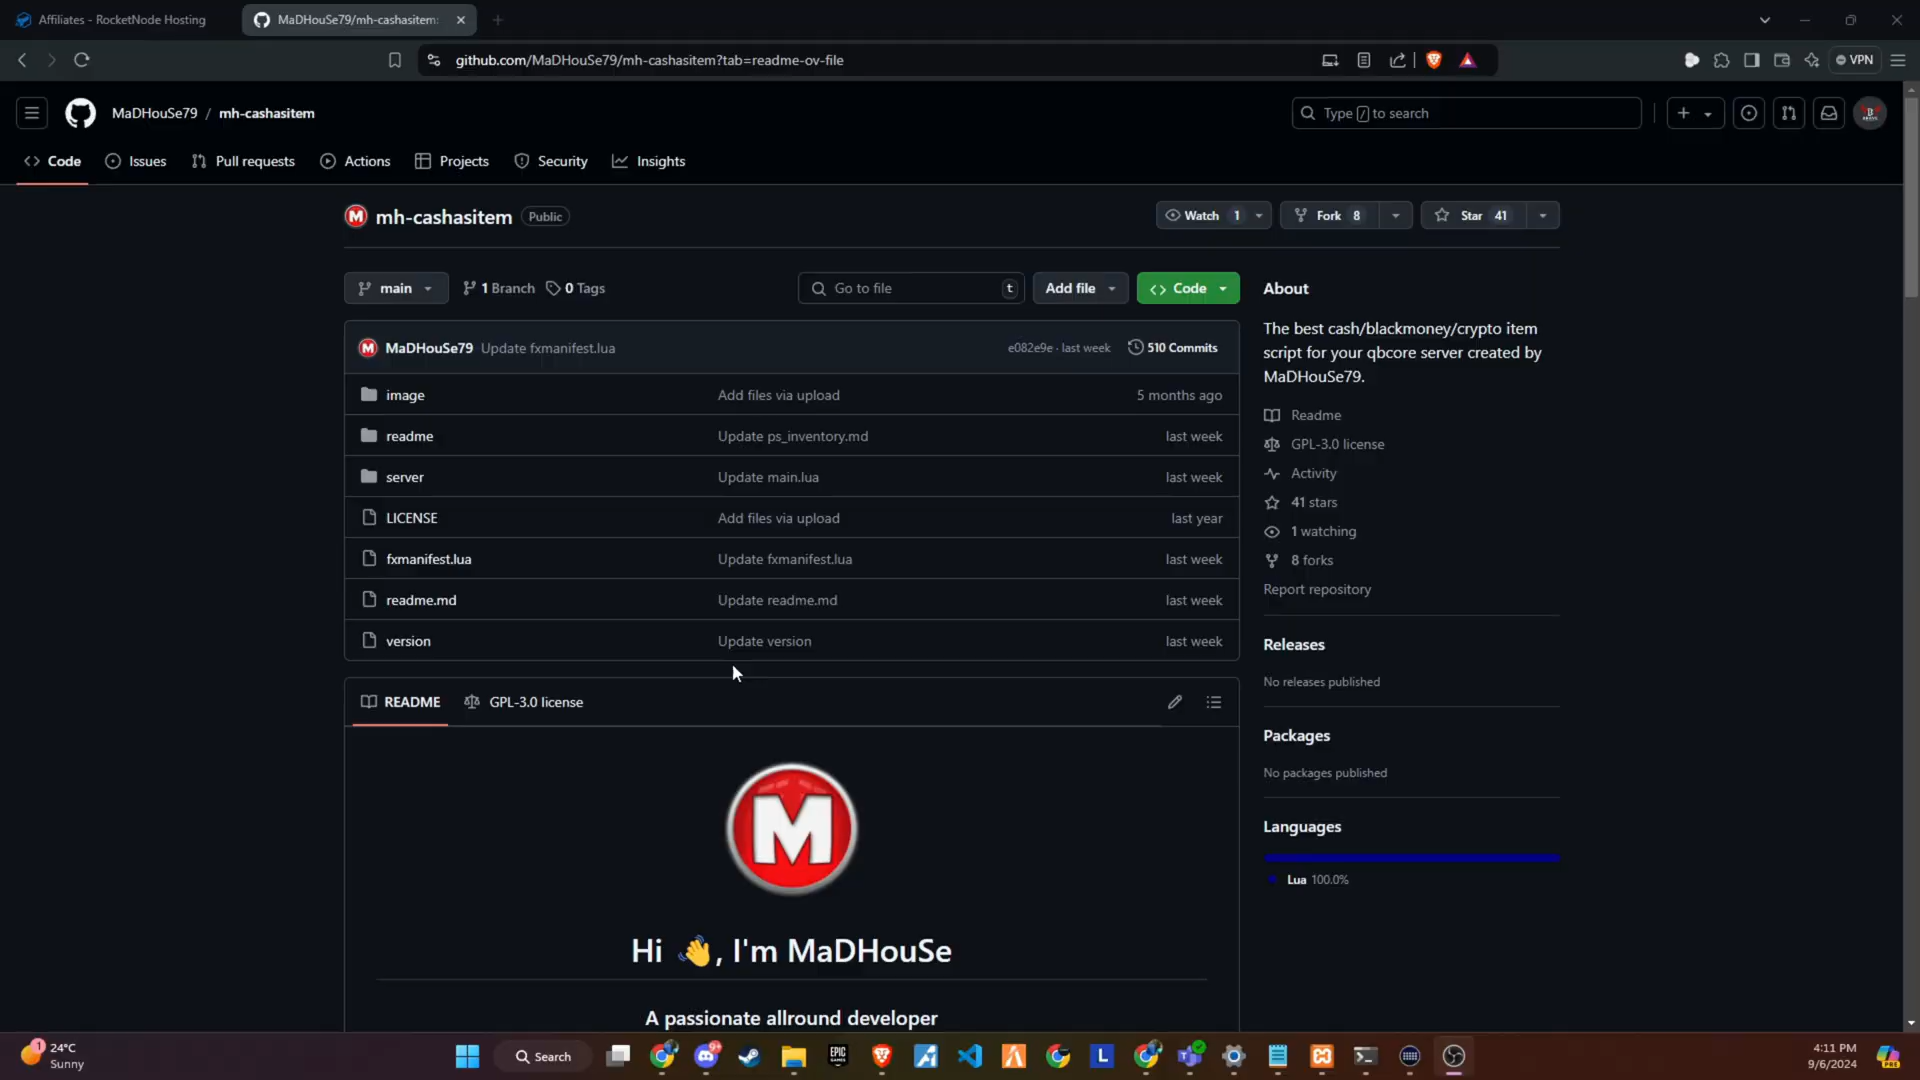 Affiliates - RocketNode Hosting
MaDHouSe79/mh-cashasitem:
github.com/MaDHouSe79/mh-cashasitem?tab=readme-ov-file
VPN
MaDHouSe79 / mh-cashasitem
Type / to search
Code
Issues
Pull requests
Actions
Projects
Security
Insights
M
mh-cashasitem
Public
Watch 1
Fork 8
Star 41
main
1 Branch
0 Tags
Go to file
t
Add file
Code
M
MaDHouSe79 Update fxmanifest.lua
e082e9e · last week
510 Commits
image
Add files via upload
5 months ago
readme
Update ps_inventory.md
last week
server
Update main.lua
last week
LICENSE
Add files via upload
last year
fxmanifest.lua
Update fxmanifest.lua
last week
readme.md
Update readme.md
last week
version
Update version
last week
README
GPL-3.0 license
M
Hi 👋, I'm MaDHouSe
A passionate allround developer
About
The best cash/blackmoney/crypto item
script for your qbcore server created by
MaDHouSe79.
Readme
GPL-3.0 license
Activity
41 stars
1 watching
8 forks
Report repository
Releases
No releases published
Packages
No packages published
Languages
Lua 100.0%
1
24°C
Sunny
Search
EPIC
GAMES
L
4:11 PM
9/6/2024
PRE